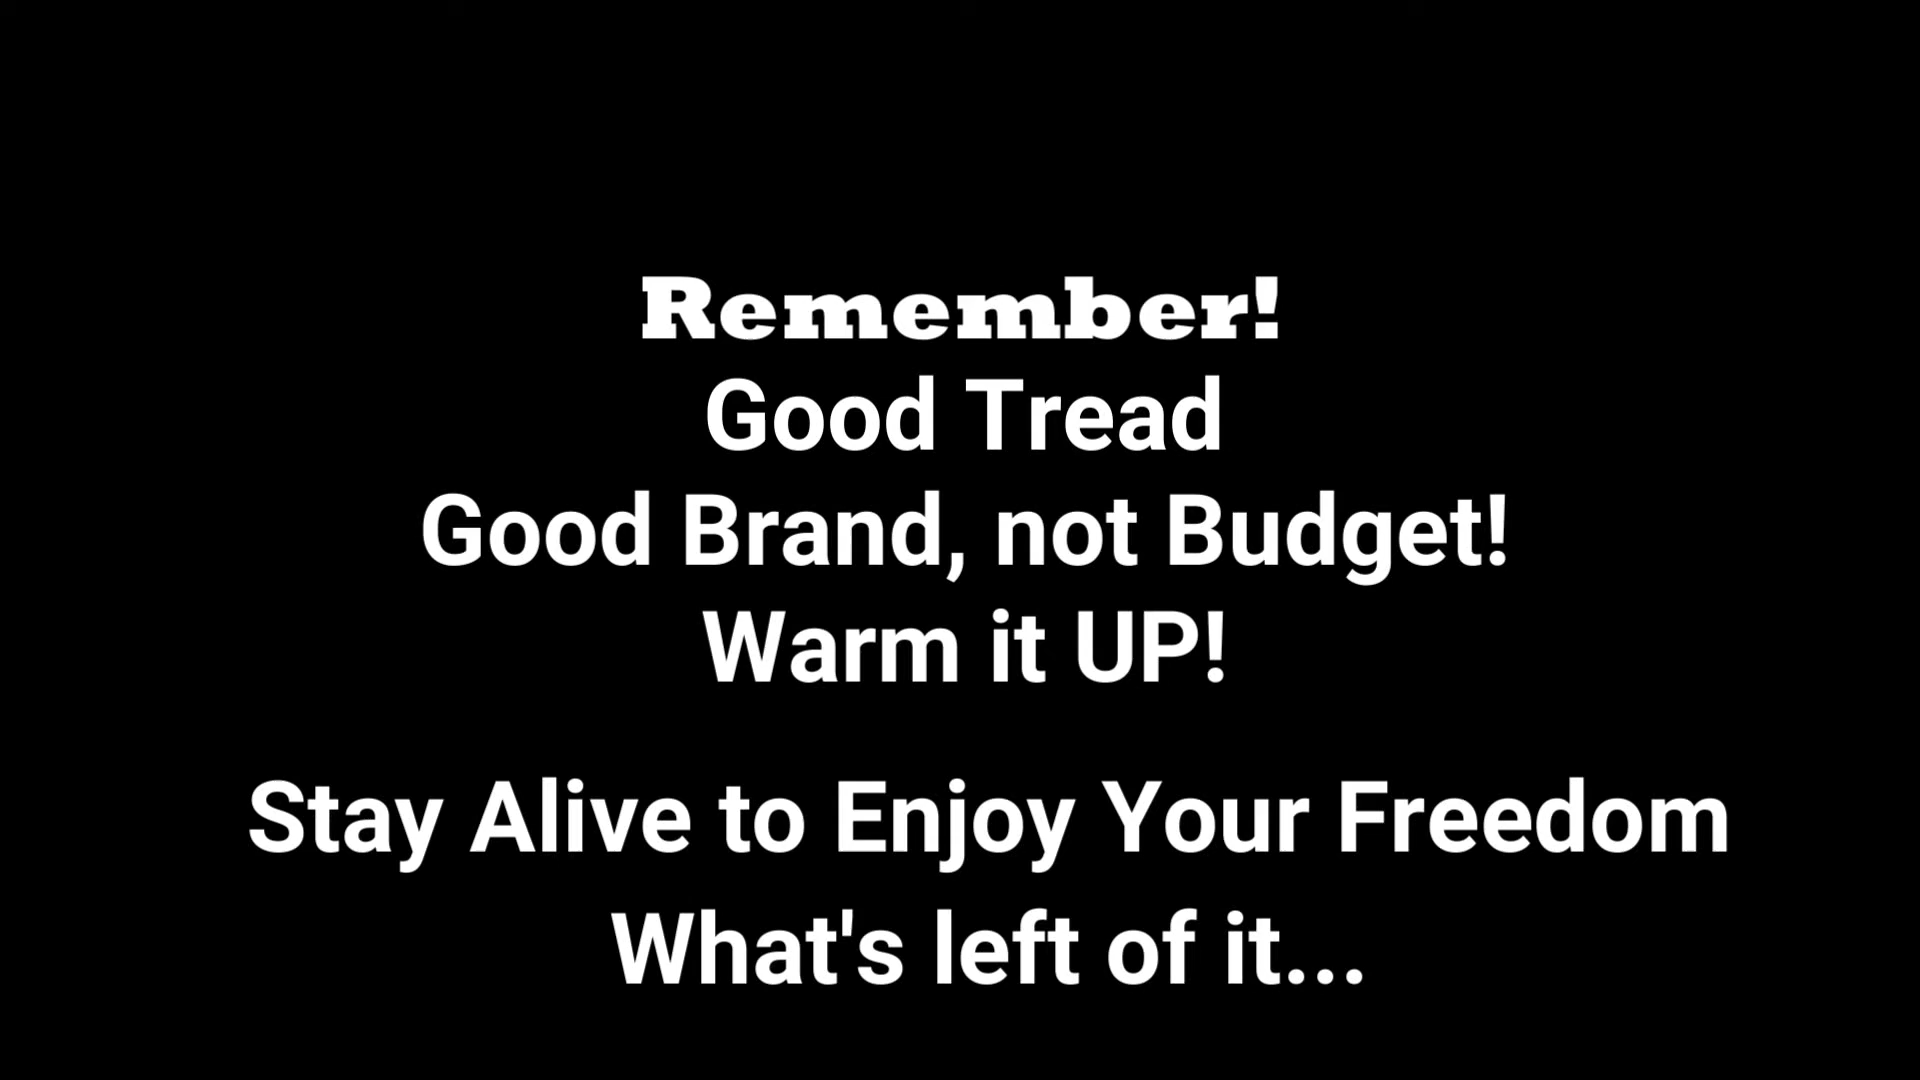 Remember!
Good Tread
Good Brand, not Budget!
Warm it UP!
Stay Alive to Enjoy Your Freedom
What's left of it...